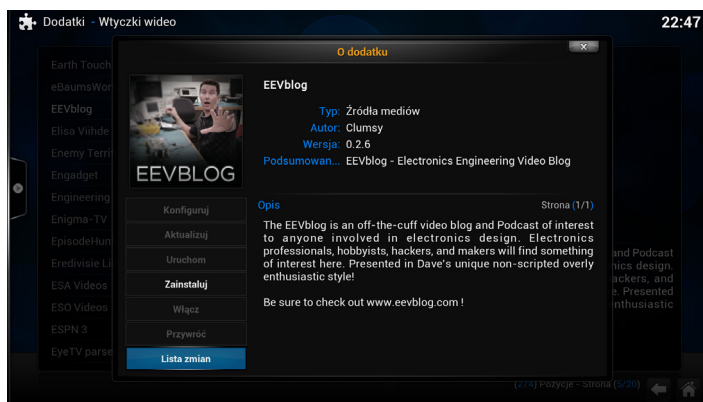 Dodatki - Wtyczki wideo
22:47
O dodatku
Earth Touch
eBaumsWor
EEVblog
Elisa Viihde
Enemy Terri
Engadget
Engineering
Enigma-TV
EpisodeHun
Eredivisie Li
ESA Videos
ESO Videos
ESPN 3
EyeTV parse
EEVBLOG
EEVblog
Typ: Źródła mediów
Autor: Clumsy
Wersja: 0.2.6
Podsumowan... EEVblog - Electronics Engineering Video Blog
Konfiguruj
Aktualizuj
Uruchom
Zainstaluj
Włącz
Przywróć
Lista zmian
Opis
Strona (1/1)
The EEVblog is an off-the-cuff video blog and Podcast of interest
to anyone involved in electronics design. Electronics
professionals, hobbyists, hackers, and makers will find something
of interest here. Presented in Dave's unique non-scripted overly
enthusiastic style!
Be sure to check out www.eevblog.com !
and Podcast
nics design.
ackers, and
e. Presented
nthusiastic
(274) Pozycje - Strona (5/20)